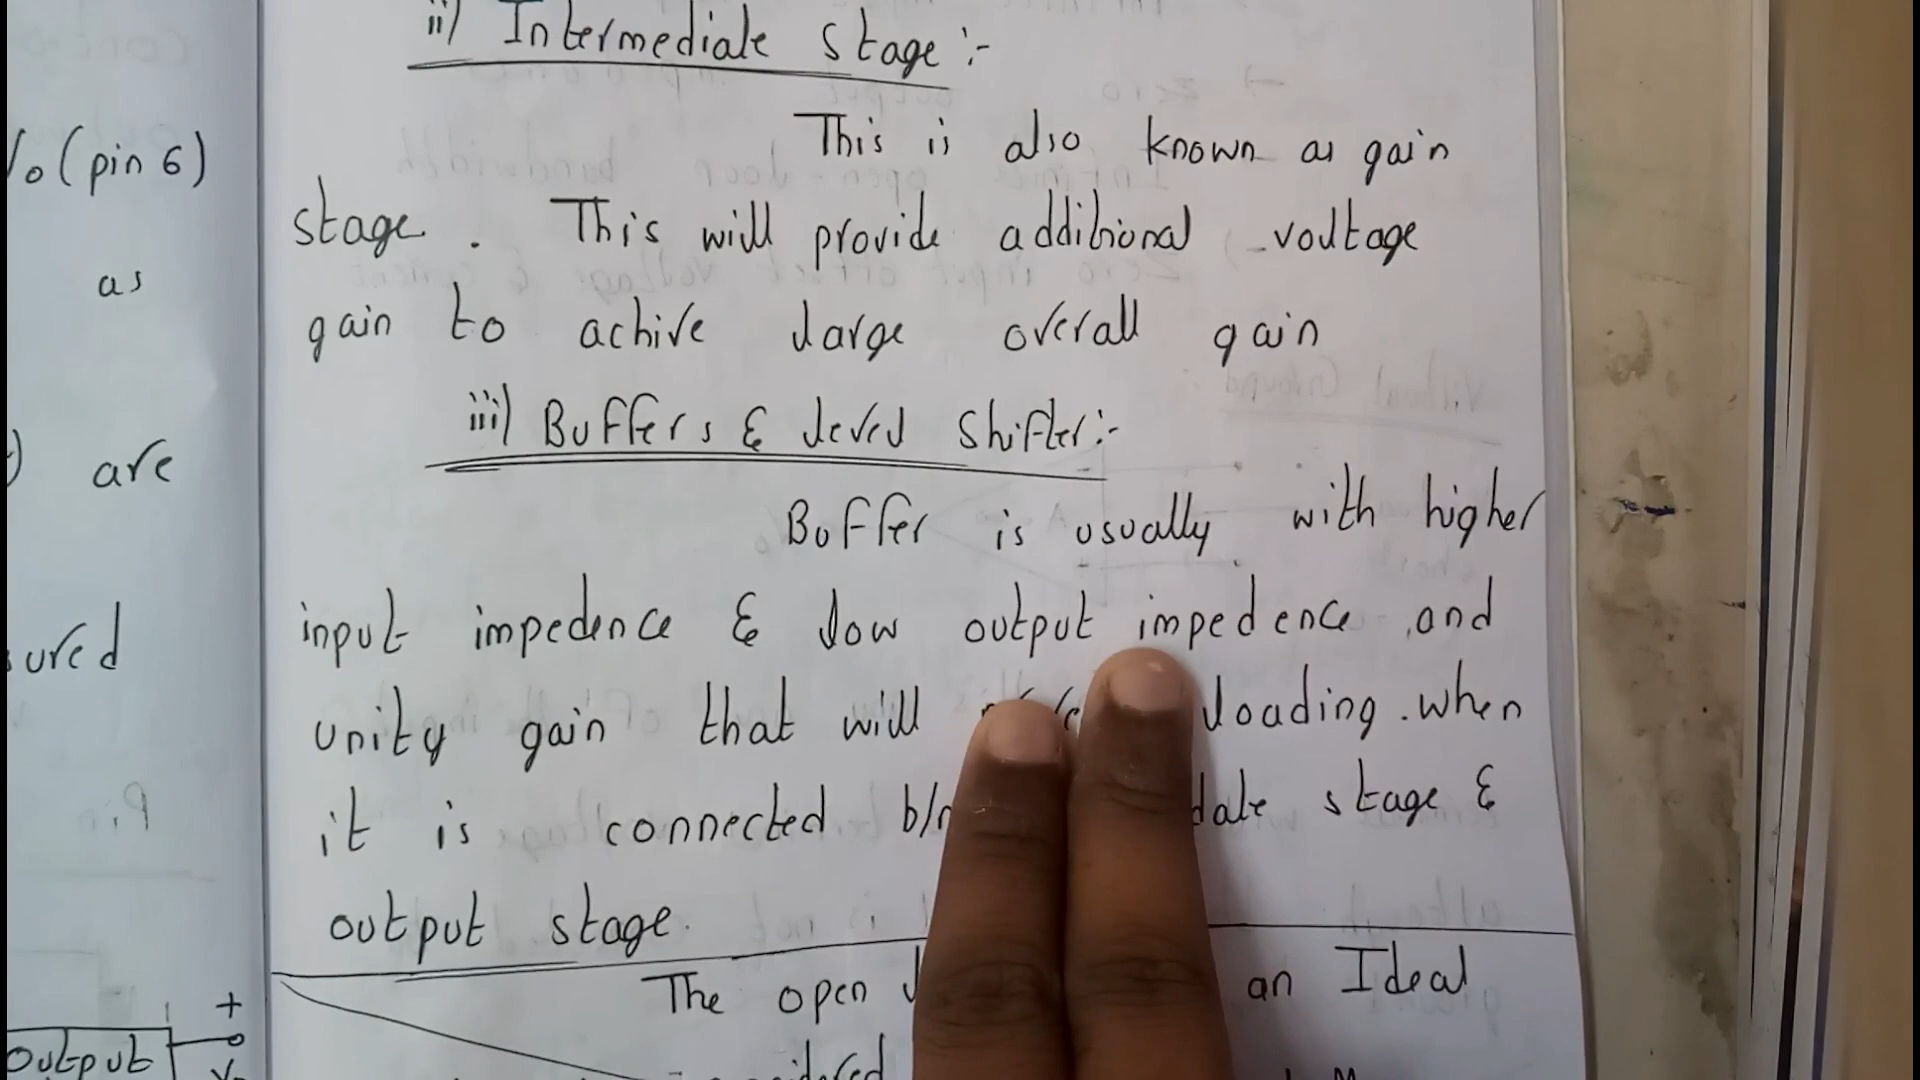 ii) Intermediate stage :-
This is also known as gain
stage. This will provide additional voltage
gain to achive large overall gain
iii) Buffers & level Shifter:-
Buffer is usually with higher
input impedence & low output impedence and
unity gain that will loading. when
it is connected b/n stage &
output stage.
The open an Ideal
(pin 6)
as
are
output
+